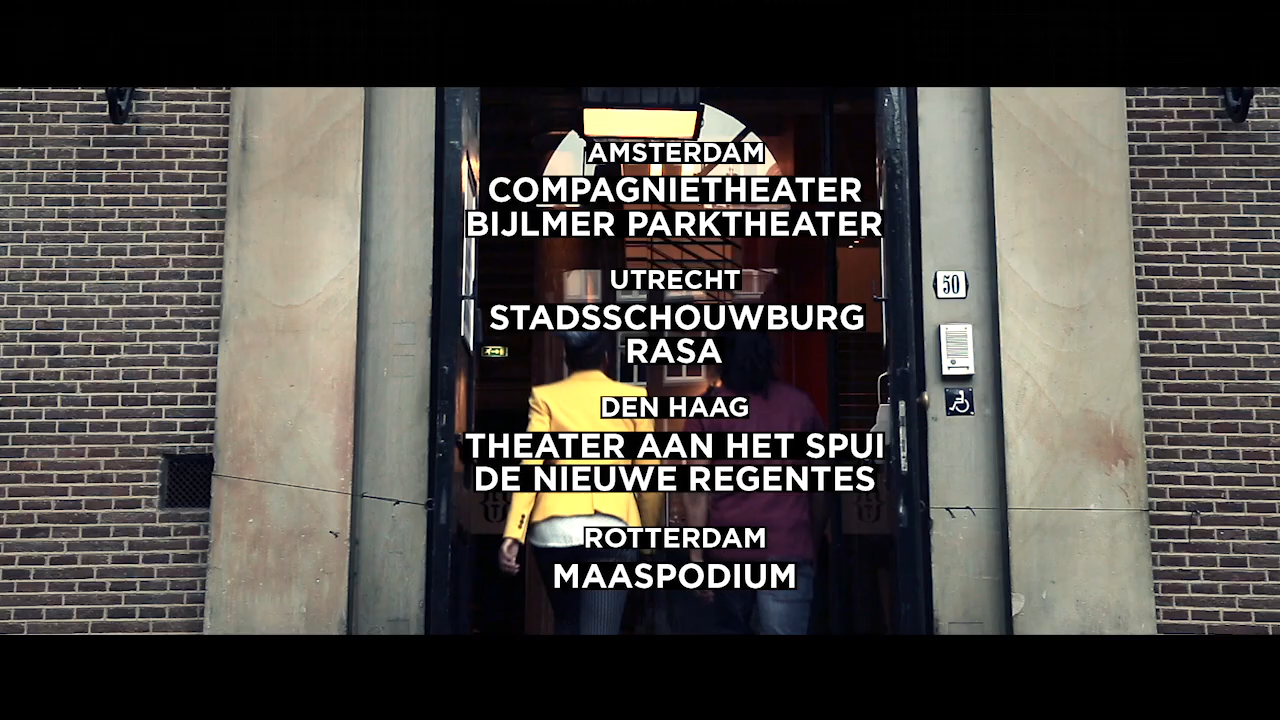 AMSTERDAM
COMPAGNIETHEATER
BIJLMER PARKTHEATER
UTRECHT
STADSSCHOUWBURG
RASA
DEN HAAG
THEATER AAN HET SPUI
DE NIEUWE REGENTES
ROTTERDAM
MAASPODIUM
50